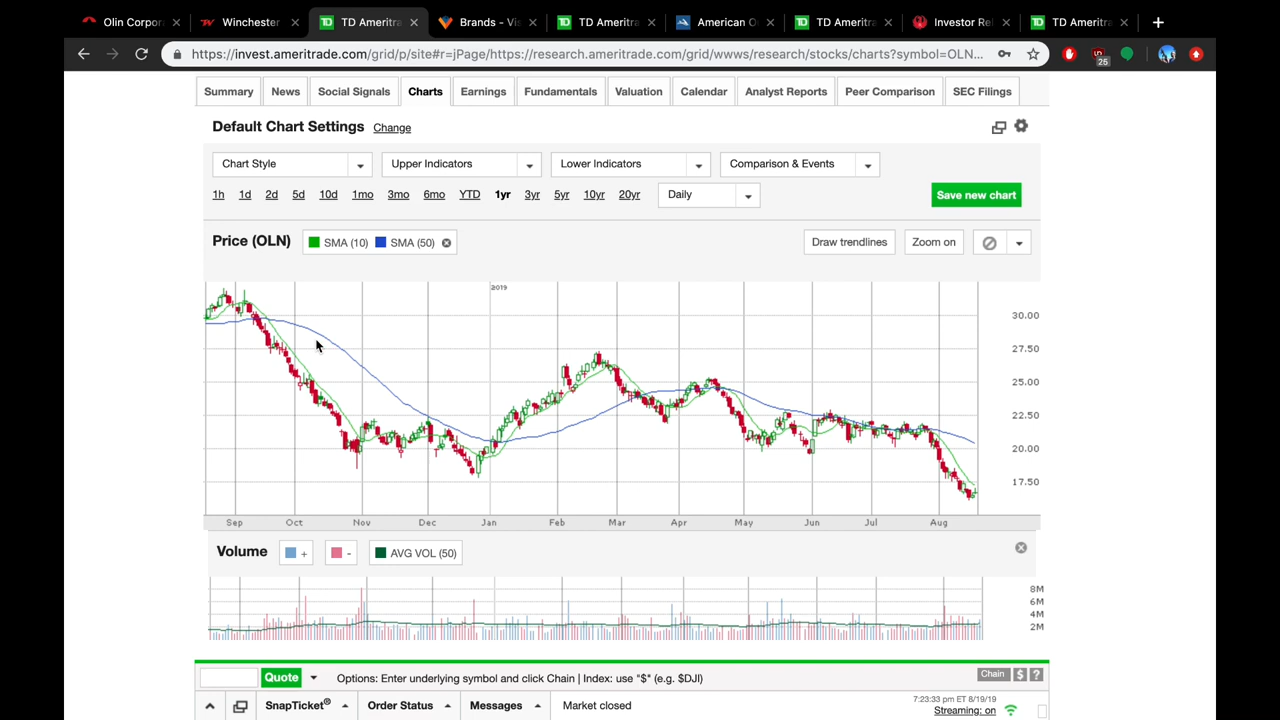 Olin Corpor
Winchester
TD Ameritra
Brands - Vis
TD Ameritra
American O
TD Ameritra
Investor Rel
TD Ameritra
https://invest.ameritrade.com/grid/p/site#r=jPage/https://research.ameritrade.com/grid/wwws/research/stocks/charts?symbol=OLN...
26
Summary News Social Signals Charts Earnings Fundamentals Valuation Calendar Analyst Reports Peer Comparison SEC Filings
Default Chart Settings Change
Chart Style Upper Indicators Lower Indicators Comparison & Events
1h 1d 2d 5d 10d 1mo 3mo 6mo YTD 1yr 3yr 5yr 10yr 20yr Daily Save new chart
Price (OLN) SMA (10) SMA (50) Draw trendlines Zoom on
2019
30.00
27.50
25.00
22.50
20.00
17.50
Sep Oct Nov Dec Jan Feb Mar Apr May Jun Jul Aug
Volume + - AVG VOL (50)
8M
6M
4M
2M
Quote Options: Enter underlying symbol and click Chain | Index: use "$" (e.g. $DJI) Chain $ ?
SnapTicket® Order Status Messages Market closed
7:23:33 pm ET 8/19/19
Streaming: on